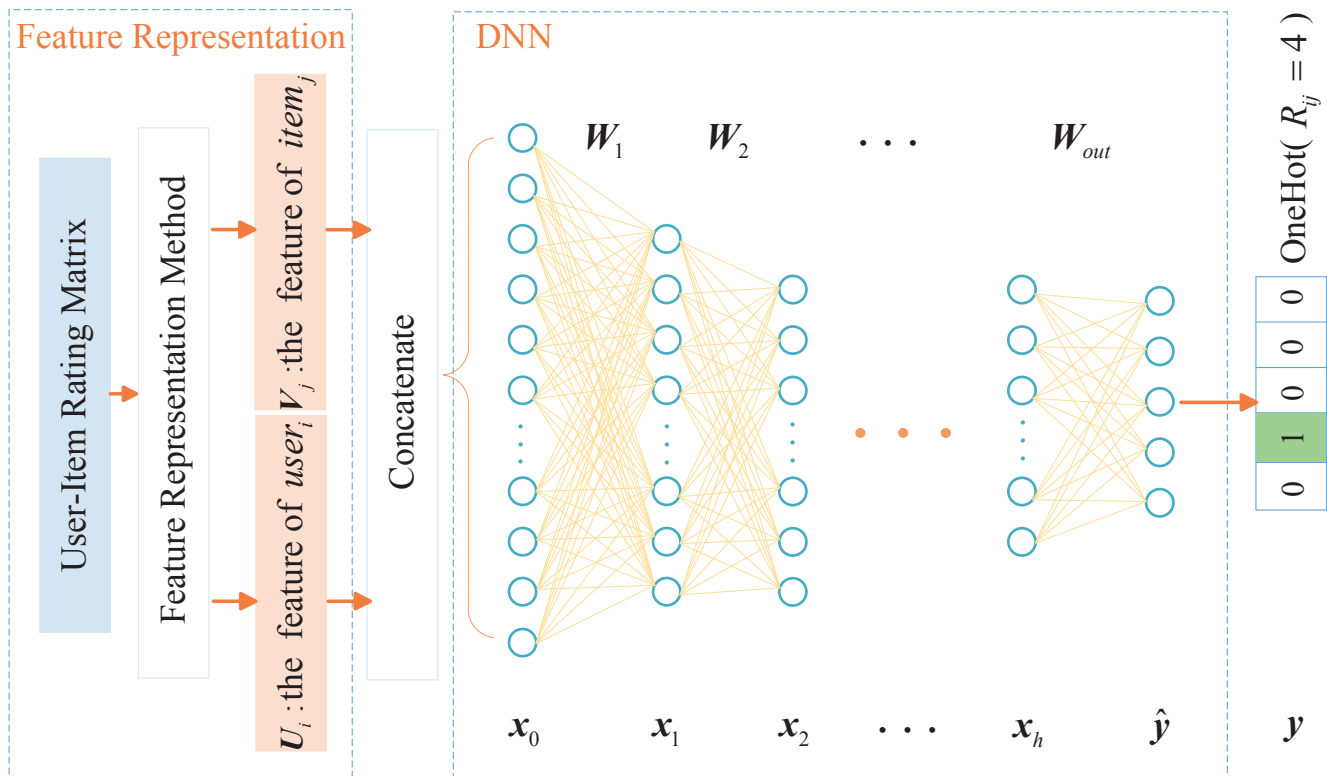 Feature Representation
DNN
User-Item Rating Matrix
Feature Representation Method
V_j :the feature of item_j
U_i :the feature of user_i
Concatenate
W_1 W_2 . . . W_out
x_0 x_1 x_2 . . . x_h ŷ y
OneHot( R_ij = 4 )
0 1 0 0 0